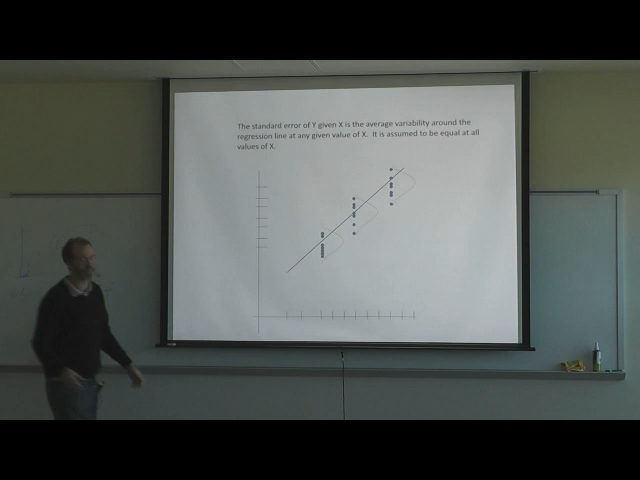 The standard error of Y given X is the average variability around the
regression line at any given value of X.  It is assumed to be equal at all
values of X.